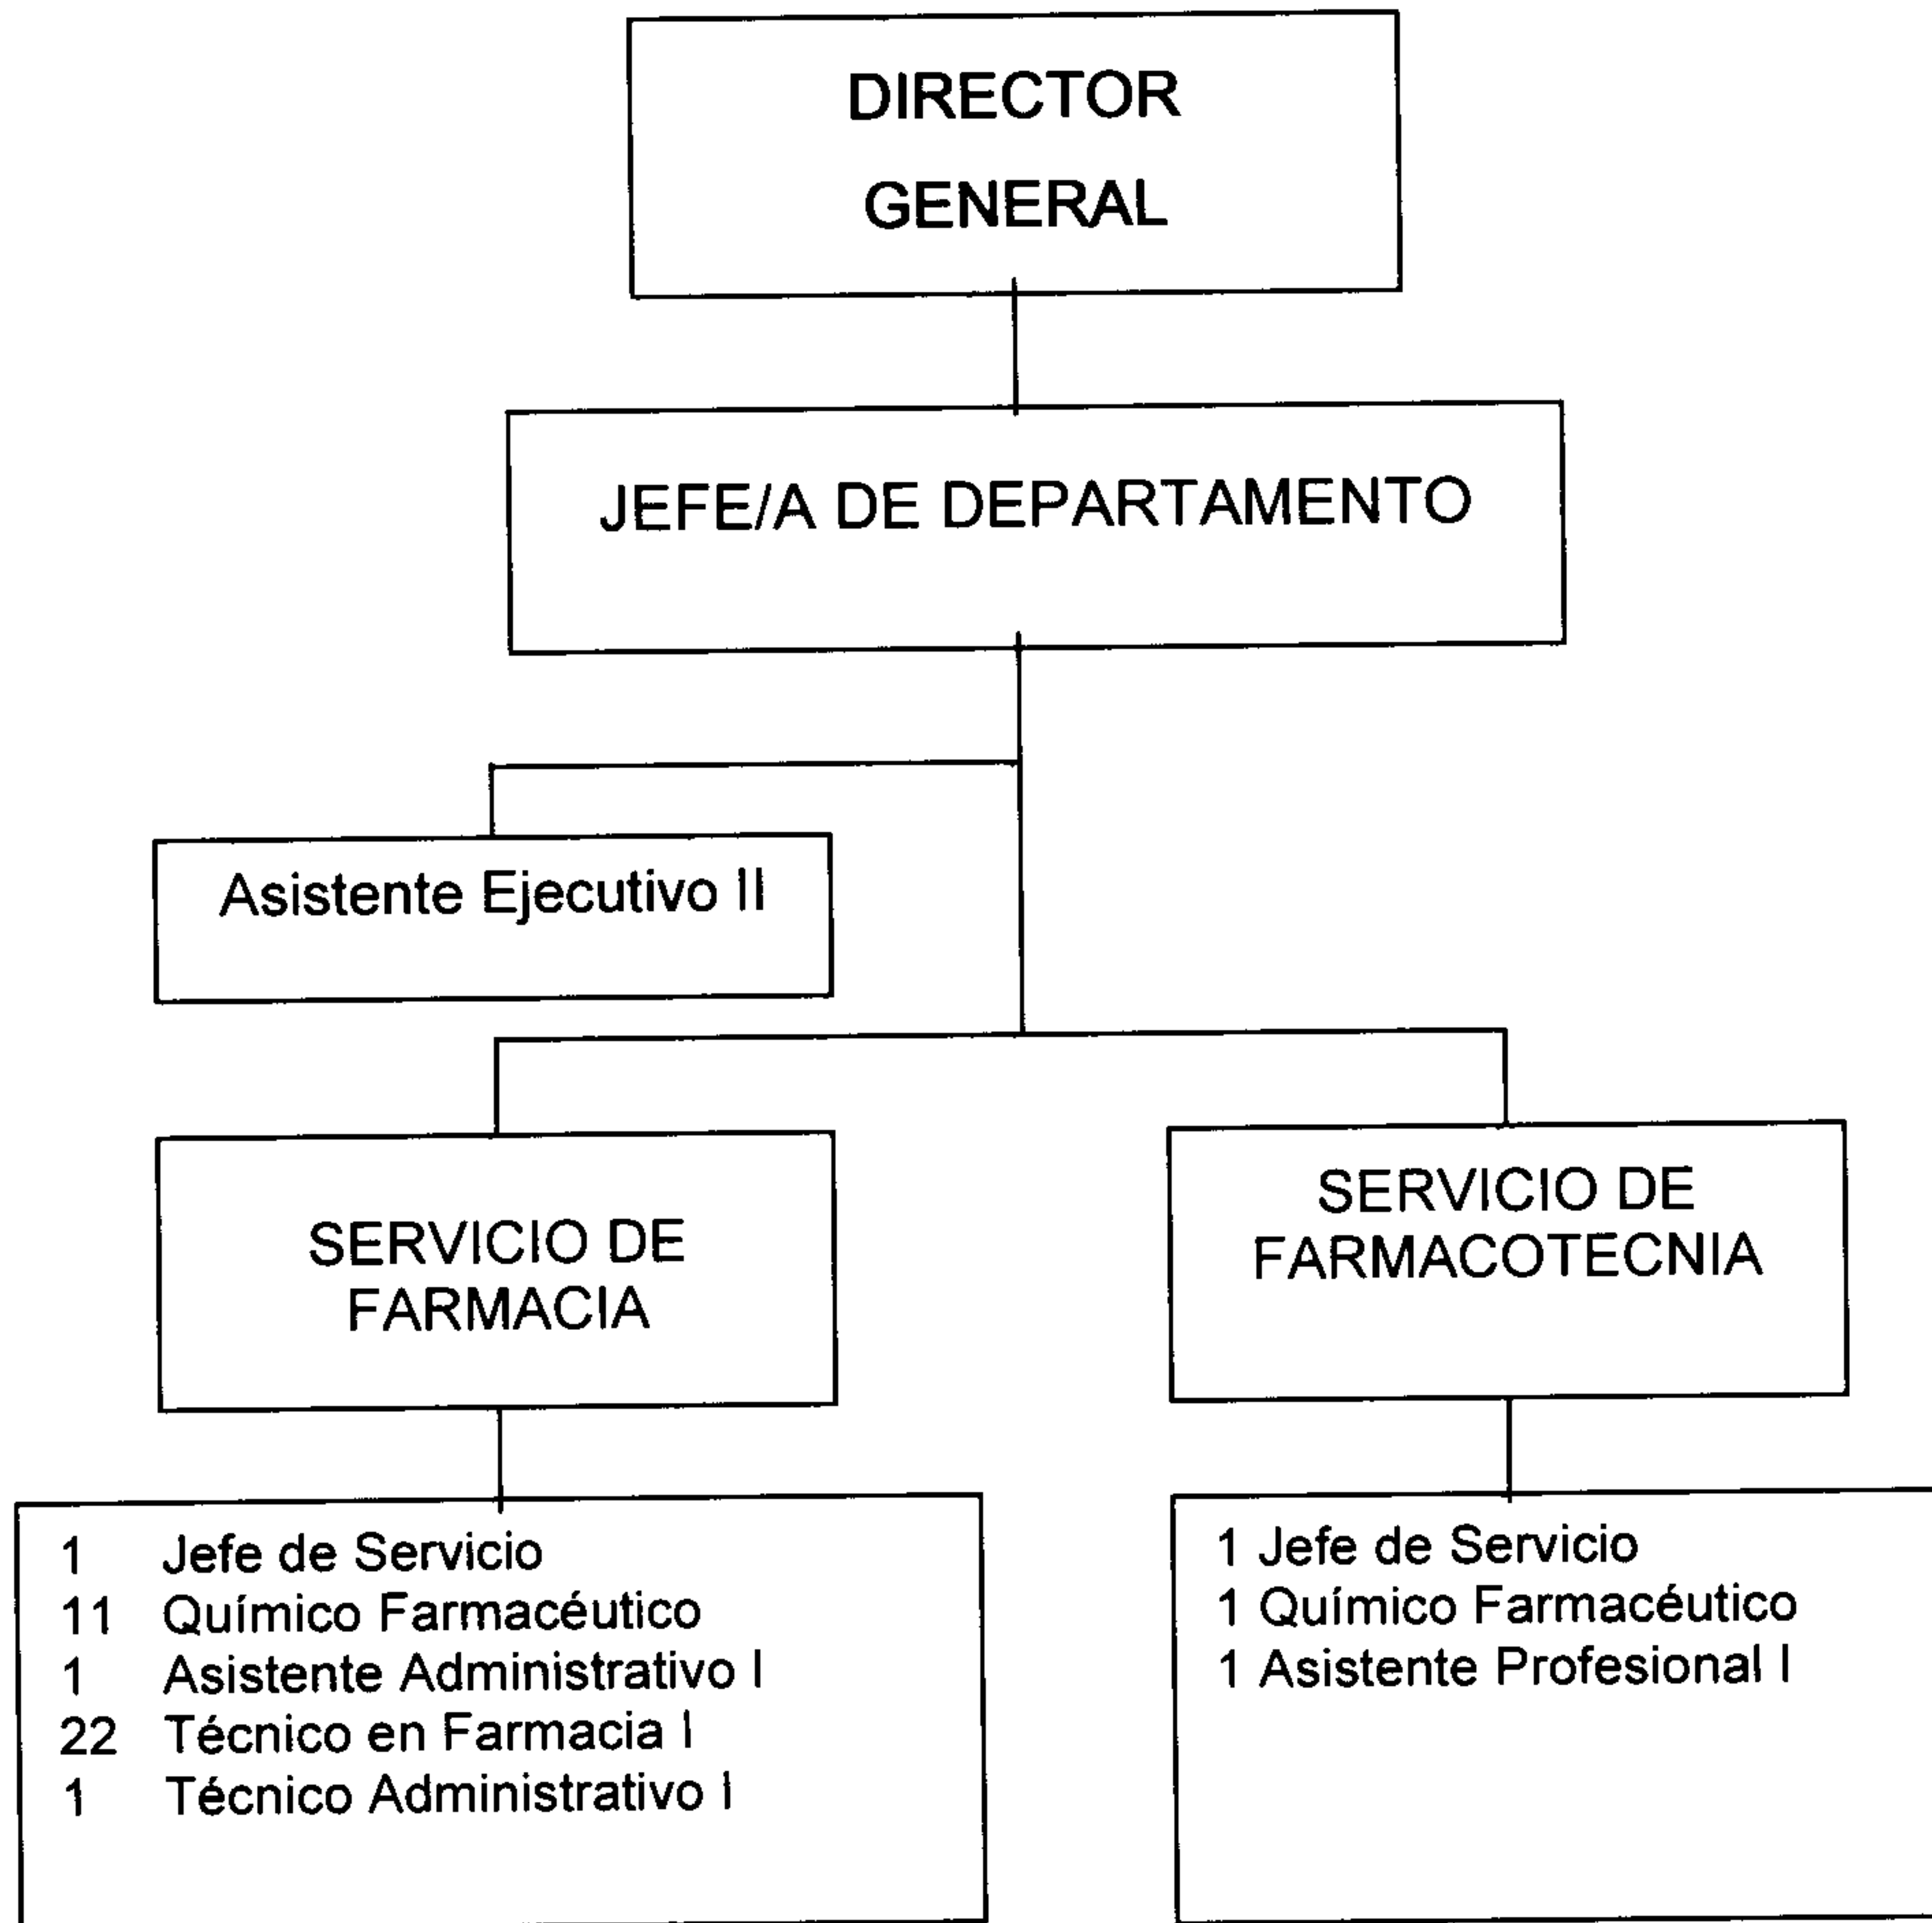 DIRECTOR
GENERAL
JEFE/A DE DEPARTAMENTO
Asistente Ejecutivo II
SERVICIO DE
FARMACIA
SERVICIO DE
FARMACOTECNIA
1 Jefe de Servicio
11 Químico Farmacéutico
1 Asistente Administrativo I
22 Técnico en Farmacia I
1 Técnico Administrativo I
1 Jefe de Servicio
1 Químico Farmacéutico
1 Asistente Profesional I